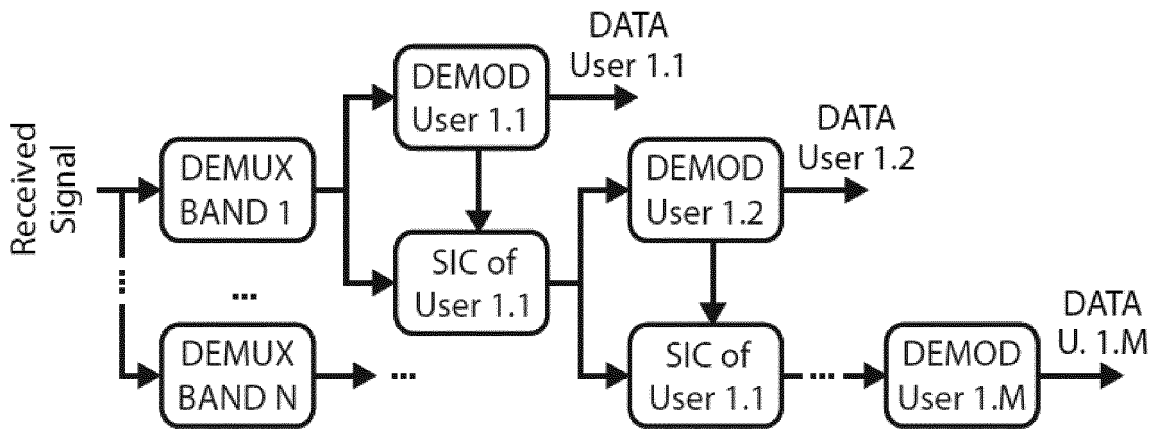 DATA
User 1.1
DEMOD
User 1.1
DATA
User 1.2
Received
Signal
DEMUX
BAND 1
DEMOD
User 1.2
SIC of
User 1.1
...
...
DATA
U. 1.M
DEMUX
BAND N
...
SIC of
User 1.1
...
DEMOD
User 1.M